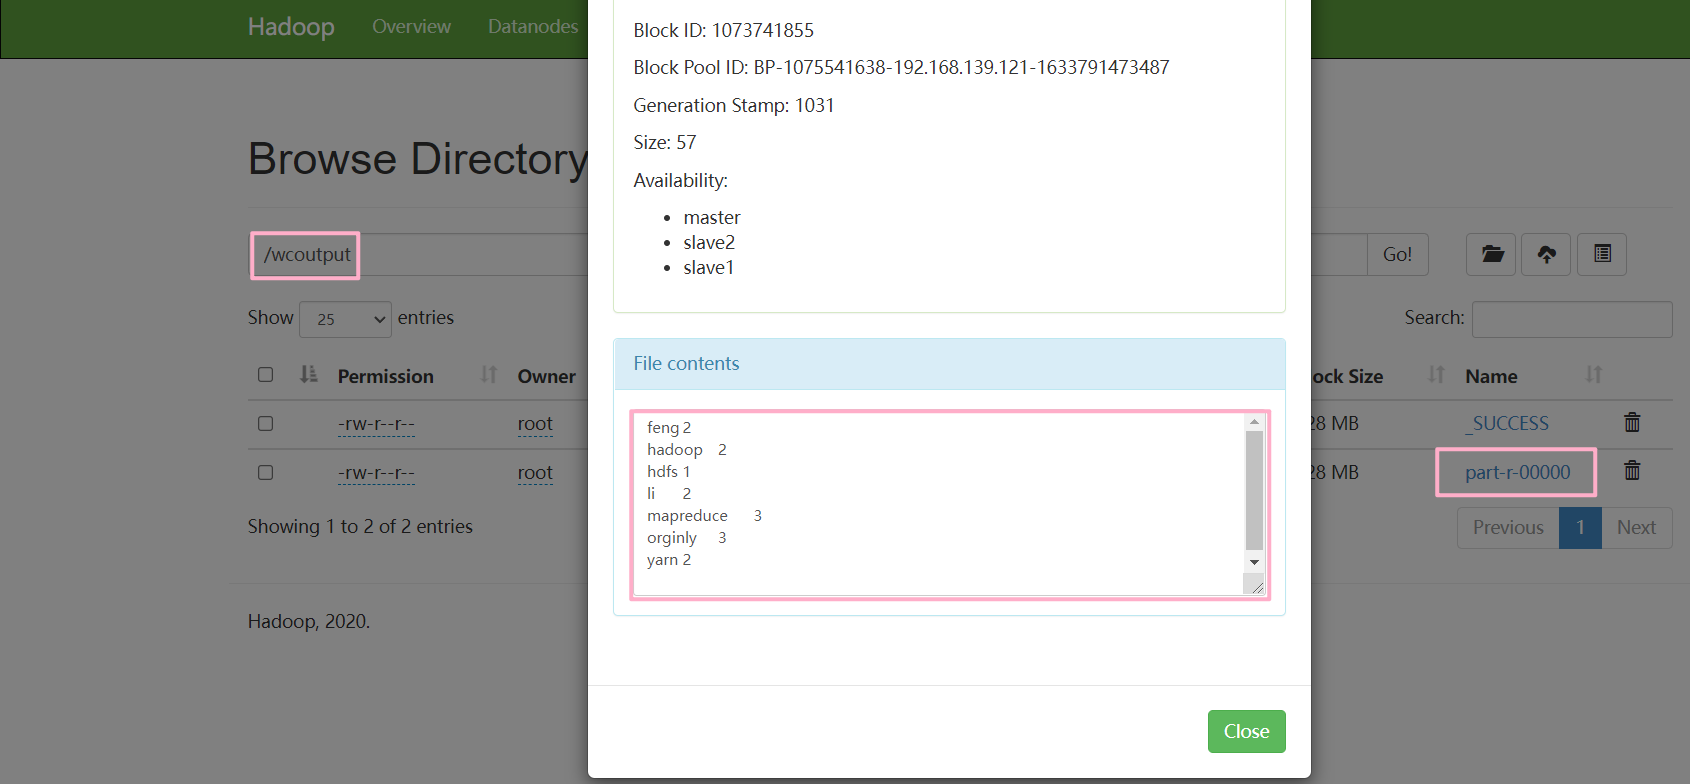 Hadoop Overview Datanodes
Block ID: 1073741855
Block Pool ID: BP-1075541638-192.168.139.121-1633791473487
Generation Stamp: 1031
Size: 57
Availability:
master
slave2
slave1
Browse Directory
/wcoutput
Go!
Show 25 entries
Search:
Permission Owner
Size
Name
-rw-r--r-- root
MB
_SUCCESS
-rw-r--r-- root
MB
part-r-00000
Showing 1 to 2 of 2 entries
Previous 1 Next
Hadoop, 2020.
File contents
feng 2
hadoop 2
hdfs 1
li 2
mapreduce 3
orginly 3
yarn 2
Close